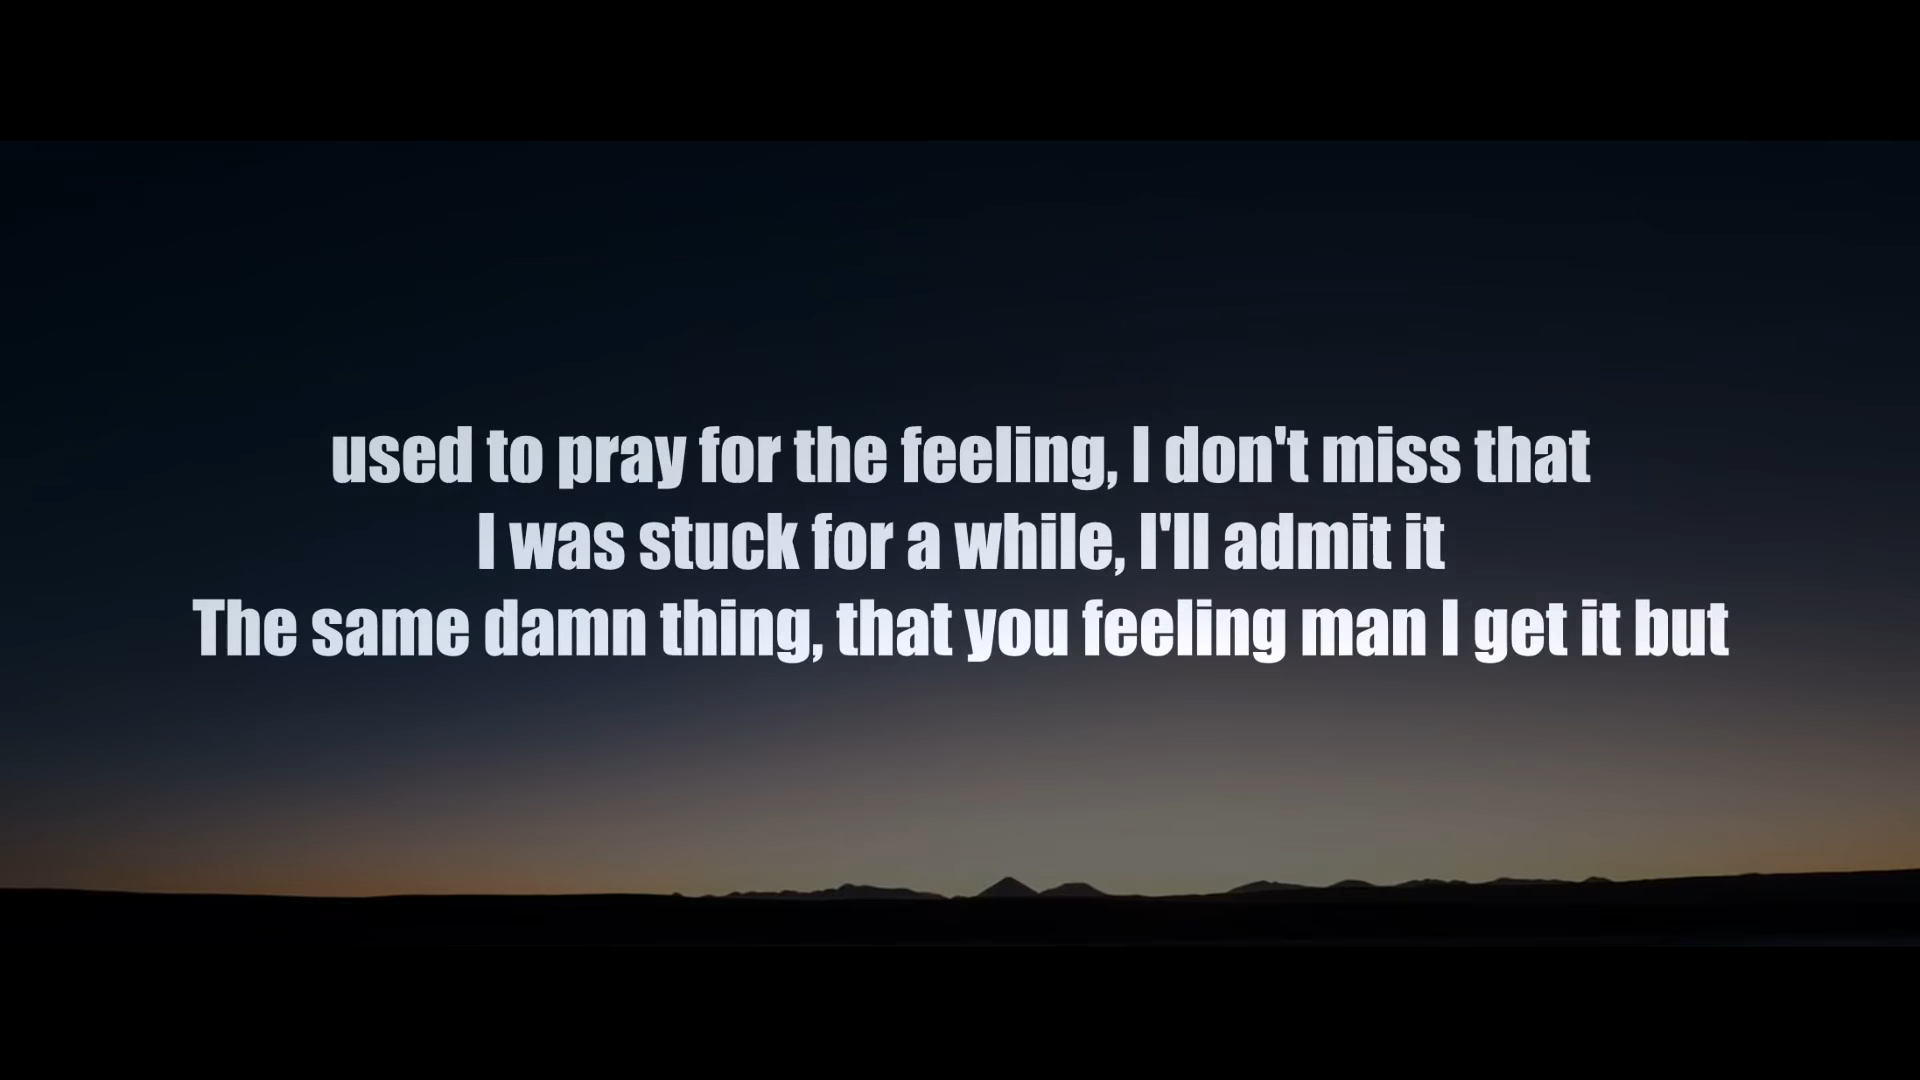 used to pray for the feeling, I don't miss that
I was stuck for a while, I'll admit it
The same damn thing, that you feeling man I get it but